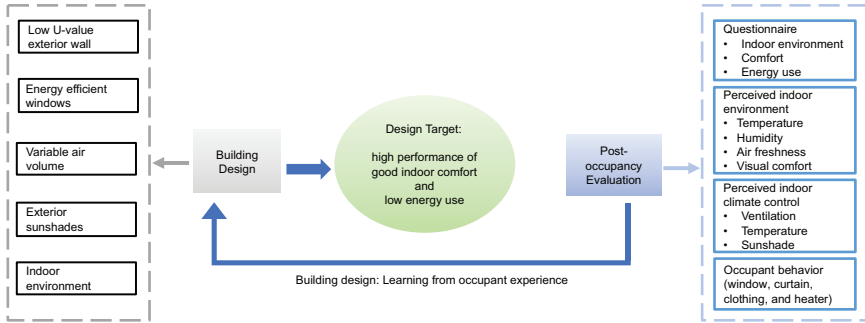 Low U-value
exterior wall
Energy efficient
windows
Variable air
volume
Exterior
sunshades
Indoor
environment
Building
Design
Design Target:
high performance of
good indoor comfort
and
low energy use
Post-
occupancy
Evaluation
Building design: Learning from occupant experience
Questionnaire
• Indoor environment
• Comfort
• Energy use
Perceived indoor
environment
• Temperature
• Humidity
• Air freshness
• Visual comfort
Perceived indoor
climate control
• Ventilation
• Temperature
• Sunshade
Occupant behavior
(window, curtain,
clothing, and heater)